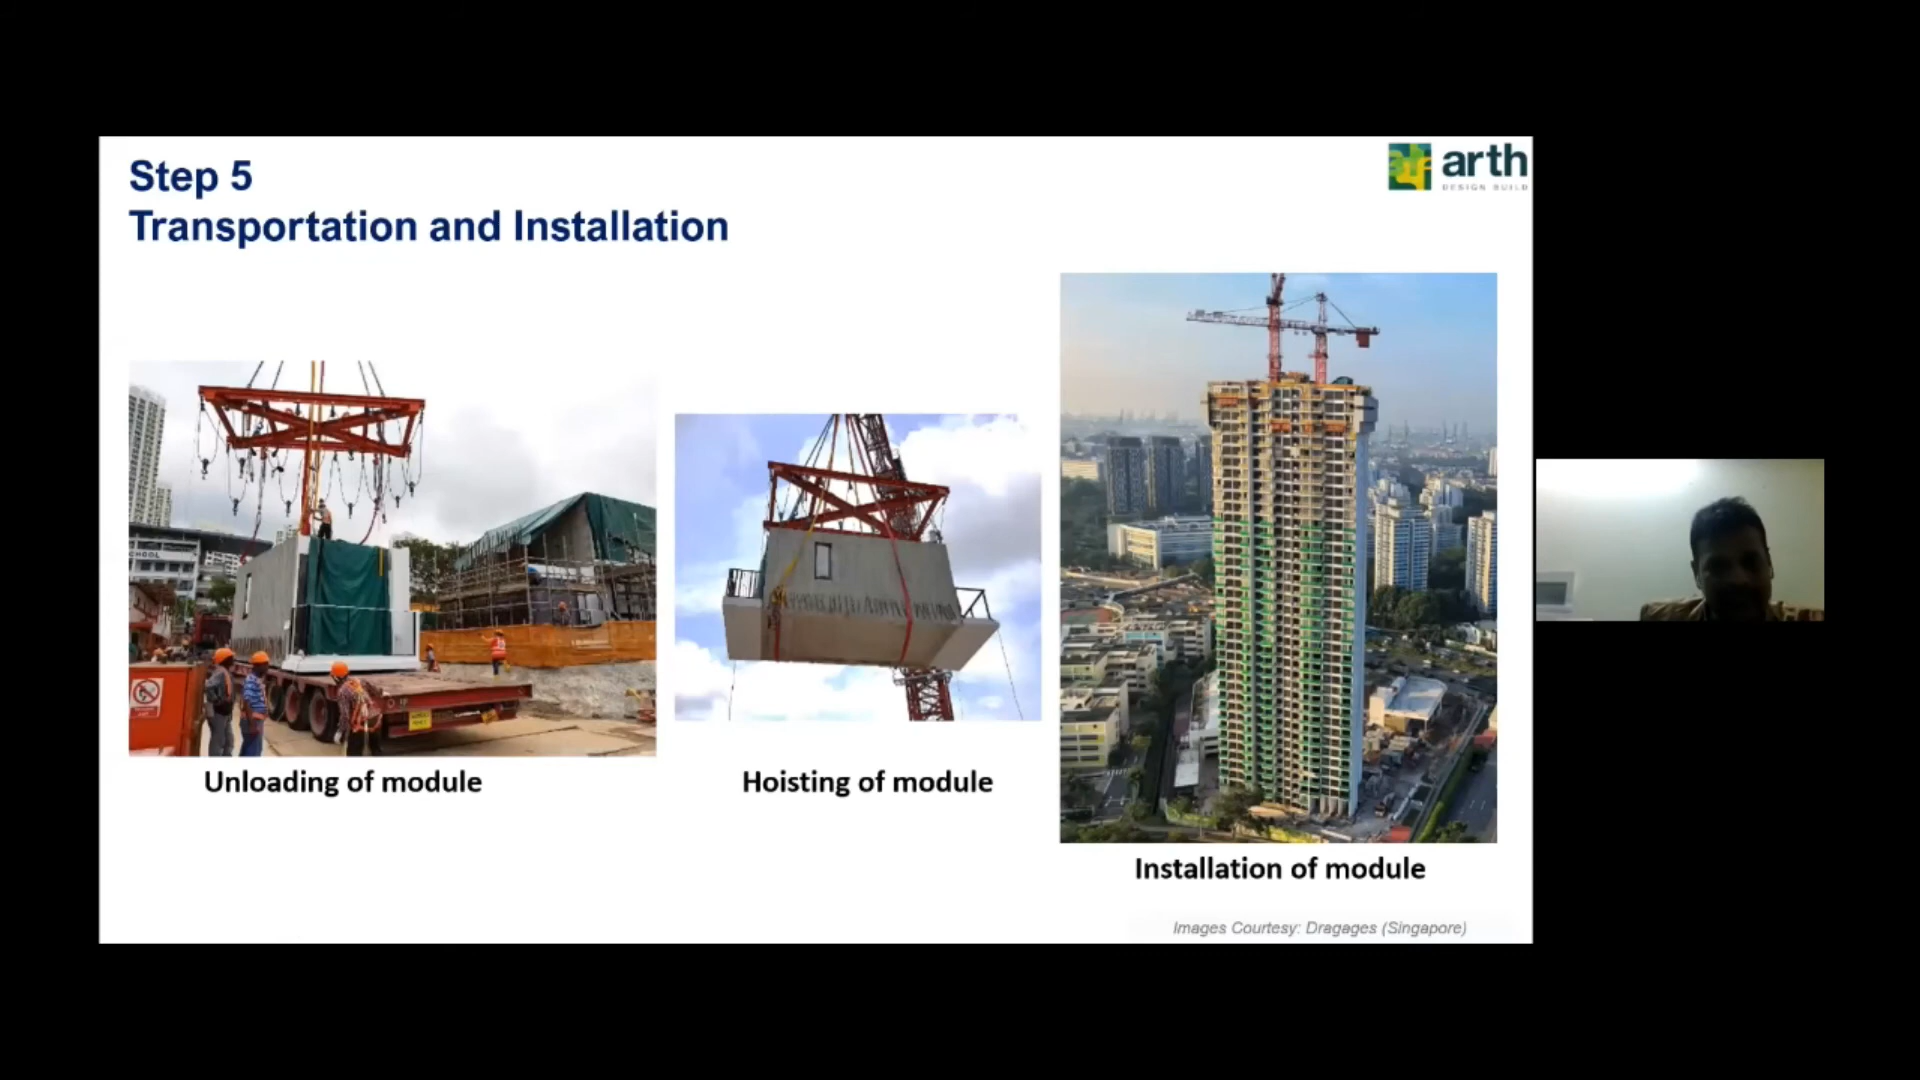 Step 5
Transportation and Installation
arth
DESIGN BUILD
CHOOL
Unloading of module
Hoisting of module
Installation of module
Images Courtesy: Dragages (Singapore)